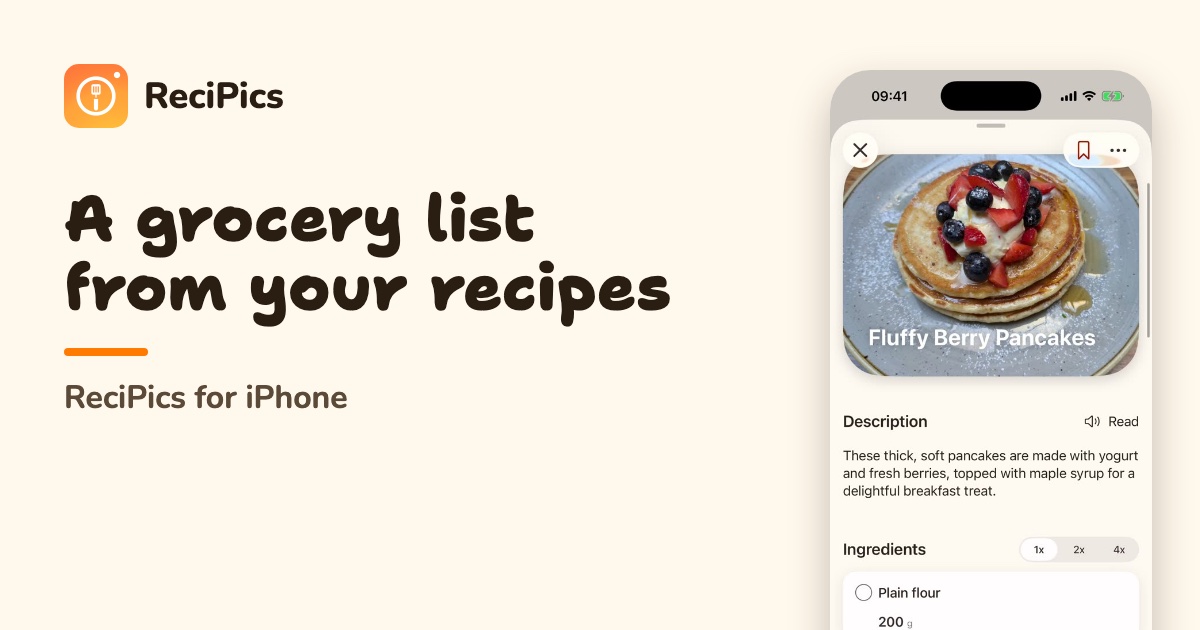 ReciPics
A grocery list
from your recipes
ReciPics for iPhone
09:41
Fluffy Berry Pancakes
Description
Read
These thick, soft pancakes are made with yogurt
and fresh berries, topped with maple syrup for a
delightful breakfast treat.
Ingredients
1x 2x 4x
Plain flour
200 g